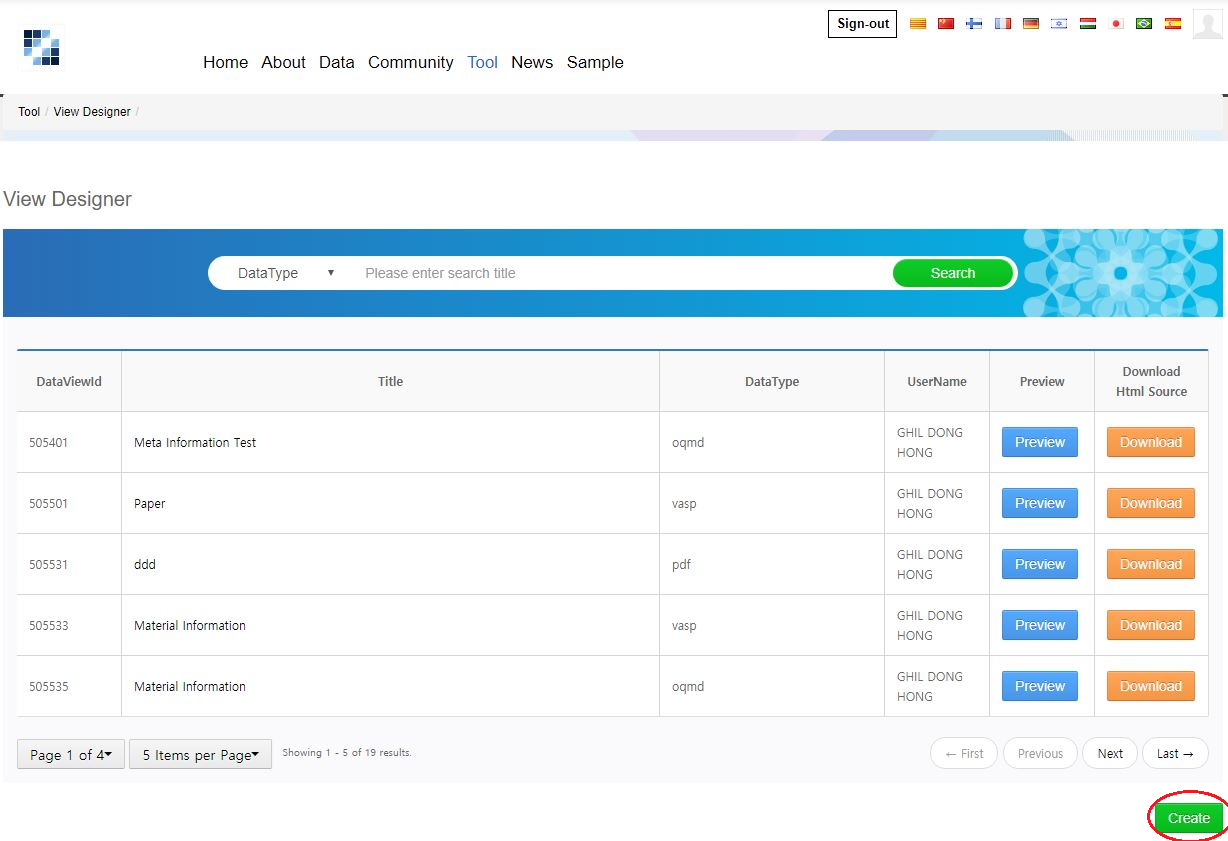 Sign-out
Home About Data Community Tool News Sample
Tool / View Designer /
View Designer
DataType ▼ Please enter search title Search
DataViewId Title DataType UserName Preview Download Html Source
505401 Meta Information Test oqmd GHIL DONG HONG Preview Download
505501 Paper vasp GHIL DONG HONG Preview Download
505531 ddd pdf GHIL DONG HONG Preview Download
505533 Material Information vasp GHIL DONG HONG Preview Download
505535 Material Information oqmd GHIL DONG HONG Preview Download
Page 1 of 4 5 Items per Page Showing 1 - 5 of 19 results. ← First Previous Next Last →
Create